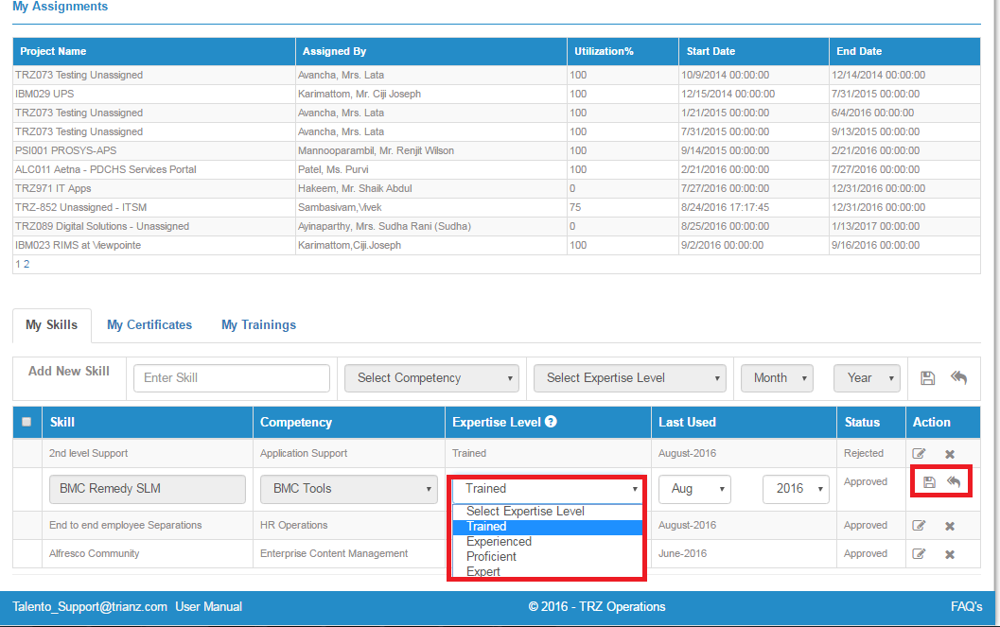 My Assignments
Project Name Assigned By Utilization% Start Date End Date
TRZ073 Testing Unassigned Avancha, Mrs. Lata 100 10/9/2014 00:00:00 12/14/2014 00:00:00
IBM029 UPS Karimattom, Mr. Ciji Joseph 100 12/15/2014 00:00:00 7/31/2015 00:00:00
TRZ073 Testing Unassigned Avancha, Mrs. Lata 100 1/21/2015 00:00:00 6/4/2016 00:00:00
TRZ073 Testing Unassigned Avancha, Mrs. Lata 100 7/31/2015 00:00:00 9/13/2015 00:00:00
PSI001 PROSYS-APS Mannooparambil, Mr. Renjit Wilson 100 9/14/2015 00:00:00 2/21/2016 00:00:00
ALC011 Aetna - PDCHS Services Portal Patel, Ms. Purvi 100 2/21/2016 00:00:00 7/27/2016 00:00:00
TRZ971 IT Apps Hakeem, Mr. Shaik Abdul 0 7/27/2016 00:00:00 12/31/2016 00:00:00
TRZ-852 Unassigned - ITSM Sambasivam,Vivek 75 8/24/2016 17:17:45 12/31/2016 00:00:00
TRZ089 Digital Solutions - Unassigned Ayinaparthy, Mrs. Sudha Rani (Sudha) 0 8/25/2016 00:00:00 1/13/2017 00:00:00
IBM023 RIMS at Viewpointe Karimattom,Ciji.Joseph 100 9/2/2016 00:00:00 9/16/2016 00:00:00
1 2
My Skills My Certificates My Trainings
Add New Skill Enter Skill Select Competency Select Expertise Level Month Year
Skill Competency Expertise Level ? Last Used Status Action
2nd level Support Application Support Trained August-2016 Rejected
BMC Remedy SLM BMC Tools Trained Aug 2016 Approved
Select Expertise Level
Trained
Experienced
Proficient
Expert
End to end employee Separations HR Operations August-2016 Approved
Alfresco Community Enterprise Content Management June-2016 Approved
Talento_Support@trianz.com User Manual © 2016 - TRZ Operations FAQ's